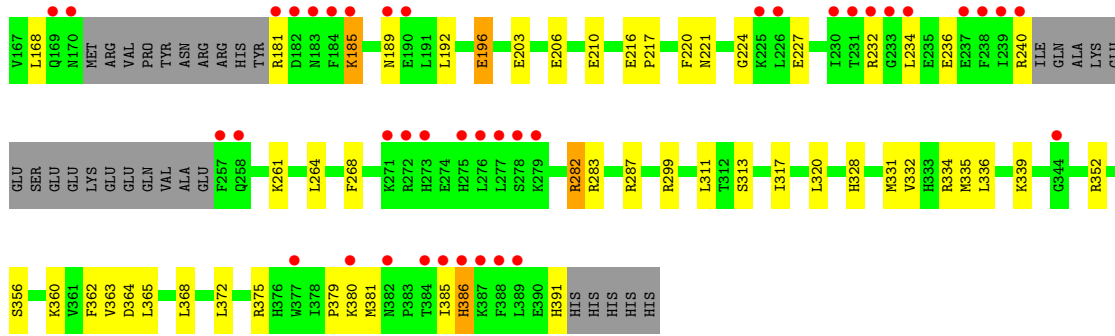 V167 L168 Q169 N170 MET ARG VAL PRO TYR ASN ARG ARG HIS TYR R181 D182 N183 F184 K185 N189 E190 L191 L192 E196 E203 E206 E210 E216 P217 F220 N221 G224 K225 L226 E227 I230 T231 R232 G233 L234 E235 E236 E237 F238 I239 R240 ILE GLN ALA LYS GLU
GLU SER GLU GLU LYS GLU GLU GLN VAL ALA GLU F257 Q258 K261 L264 F268 K271 R272 H273 E274 H275 L276 L277 S278 K279 R282 R283 R287 R299 L311 T312 S313 I317 L320 H328 M331 V332 H333 R334 M335 L336 K339 G344 R352
S356 K360 V361 F362 V363 D364 L365 L368 L372 R375 H376 W377 I378 P379 K380 M381 N382 P383 T384 I385 H386 K387 F388 L389 E390 H391 HIS HIS HIS HIS HIS